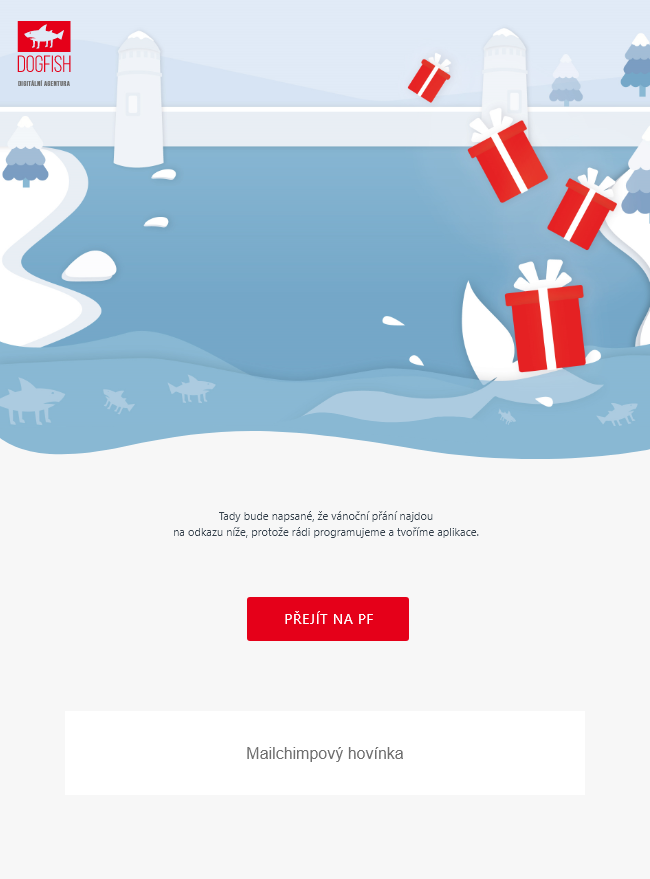 DOGFISH
DIGITÁLNÍ AGENTURA
Tady bude napsané, že vánoční přání najdou
na odkazu níže, protože rádi programujeme a tvoříme aplikace.
PŘEJÍT NA PF
Mailchimpový hovínka